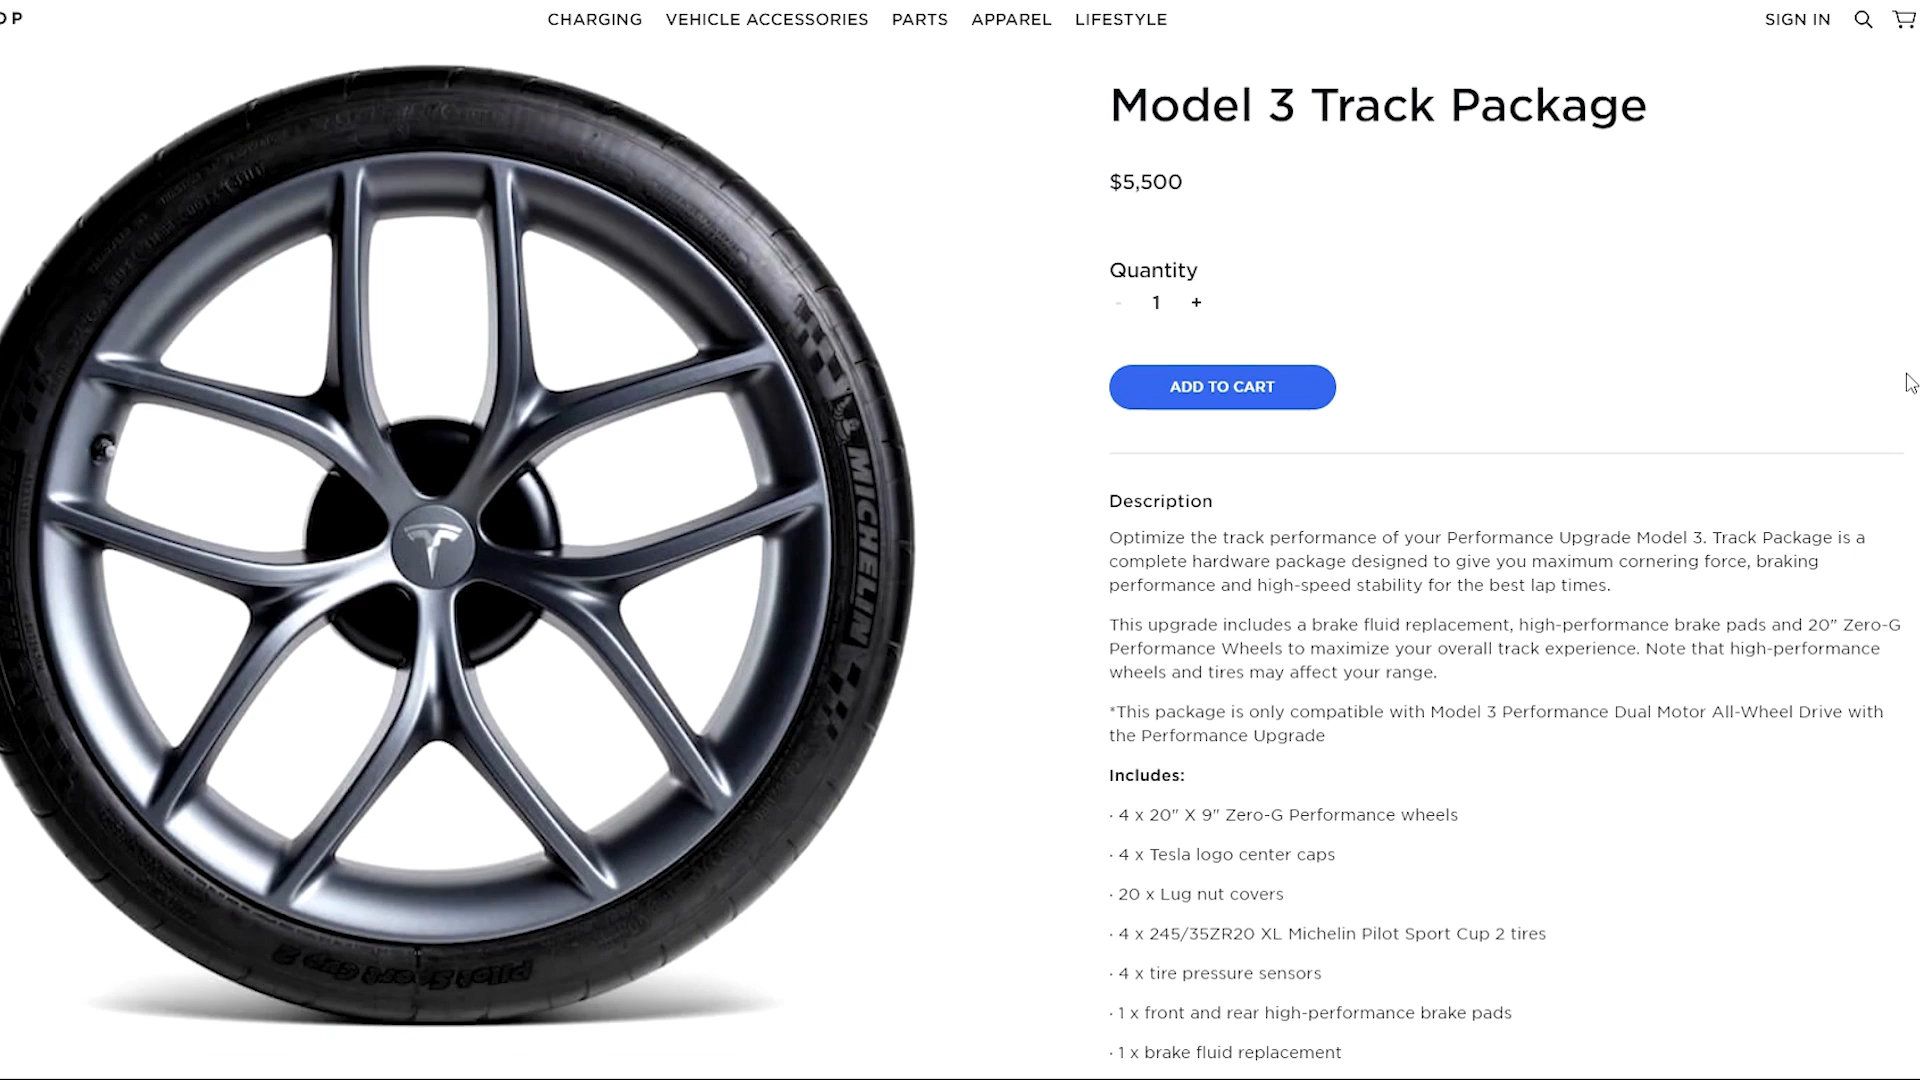 OP
CHARGING VEHICLE ACCESSORIES PARTS APPAREL LIFESTYLE
SIGN IN
Model 3 Track Package
$5,500
Quantity
- 1 +
ADD TO CART
Description
Optimize the track performance of your Performance Upgrade Model 3. Track Package is a
complete hardware package designed to give you maximum cornering force, braking
performance and high-speed stability for the best lap times.
This upgrade includes a brake fluid replacement, high-performance brake pads and 20" Zero-G
Performance Wheels to maximize your overall track experience. Note that high-performance
wheels and tires may affect your range.
*This package is only compatible with Model 3 Performance Dual Motor All-Wheel Drive with
the Performance Upgrade
Includes:
· 4 x 20" X 9" Zero-G Performance wheels
· 4 x Tesla logo center caps
· 20 x Lug nut covers
· 4 x 245/35ZR20 XL Michelin Pilot Sport Cup 2 tires
· 4 x tire pressure sensors
· 1 x front and rear high-performance brake pads
· 1 x brake fluid replacement
MICHELIN
Pilot Sport Cup 2